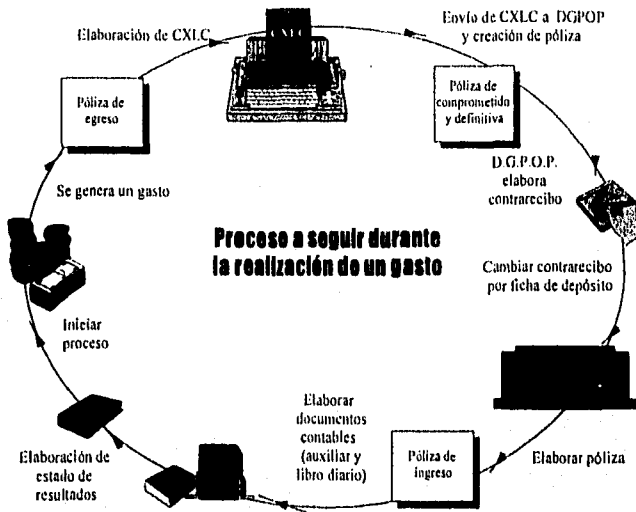 Elaboración de CXLC
CXLC
Envío de CXLC a DGPOP
y creación de póliza
Póliza de
egreso
Póliza de
comprometido
y definitiva
D.G.P.O.P.
elabora
contrarecibo
Se genera un gasto
Proceso a seguir durante
la realización de un gasto
Cambiar contrarecibo
por ficha de depósito
Iniciar
proceso
Elaborar
documentos
contables
(auxiliar y
libro diario)
Póliza de
ingreso
Elaborar póliza
Elaboración de
estado de
resultados